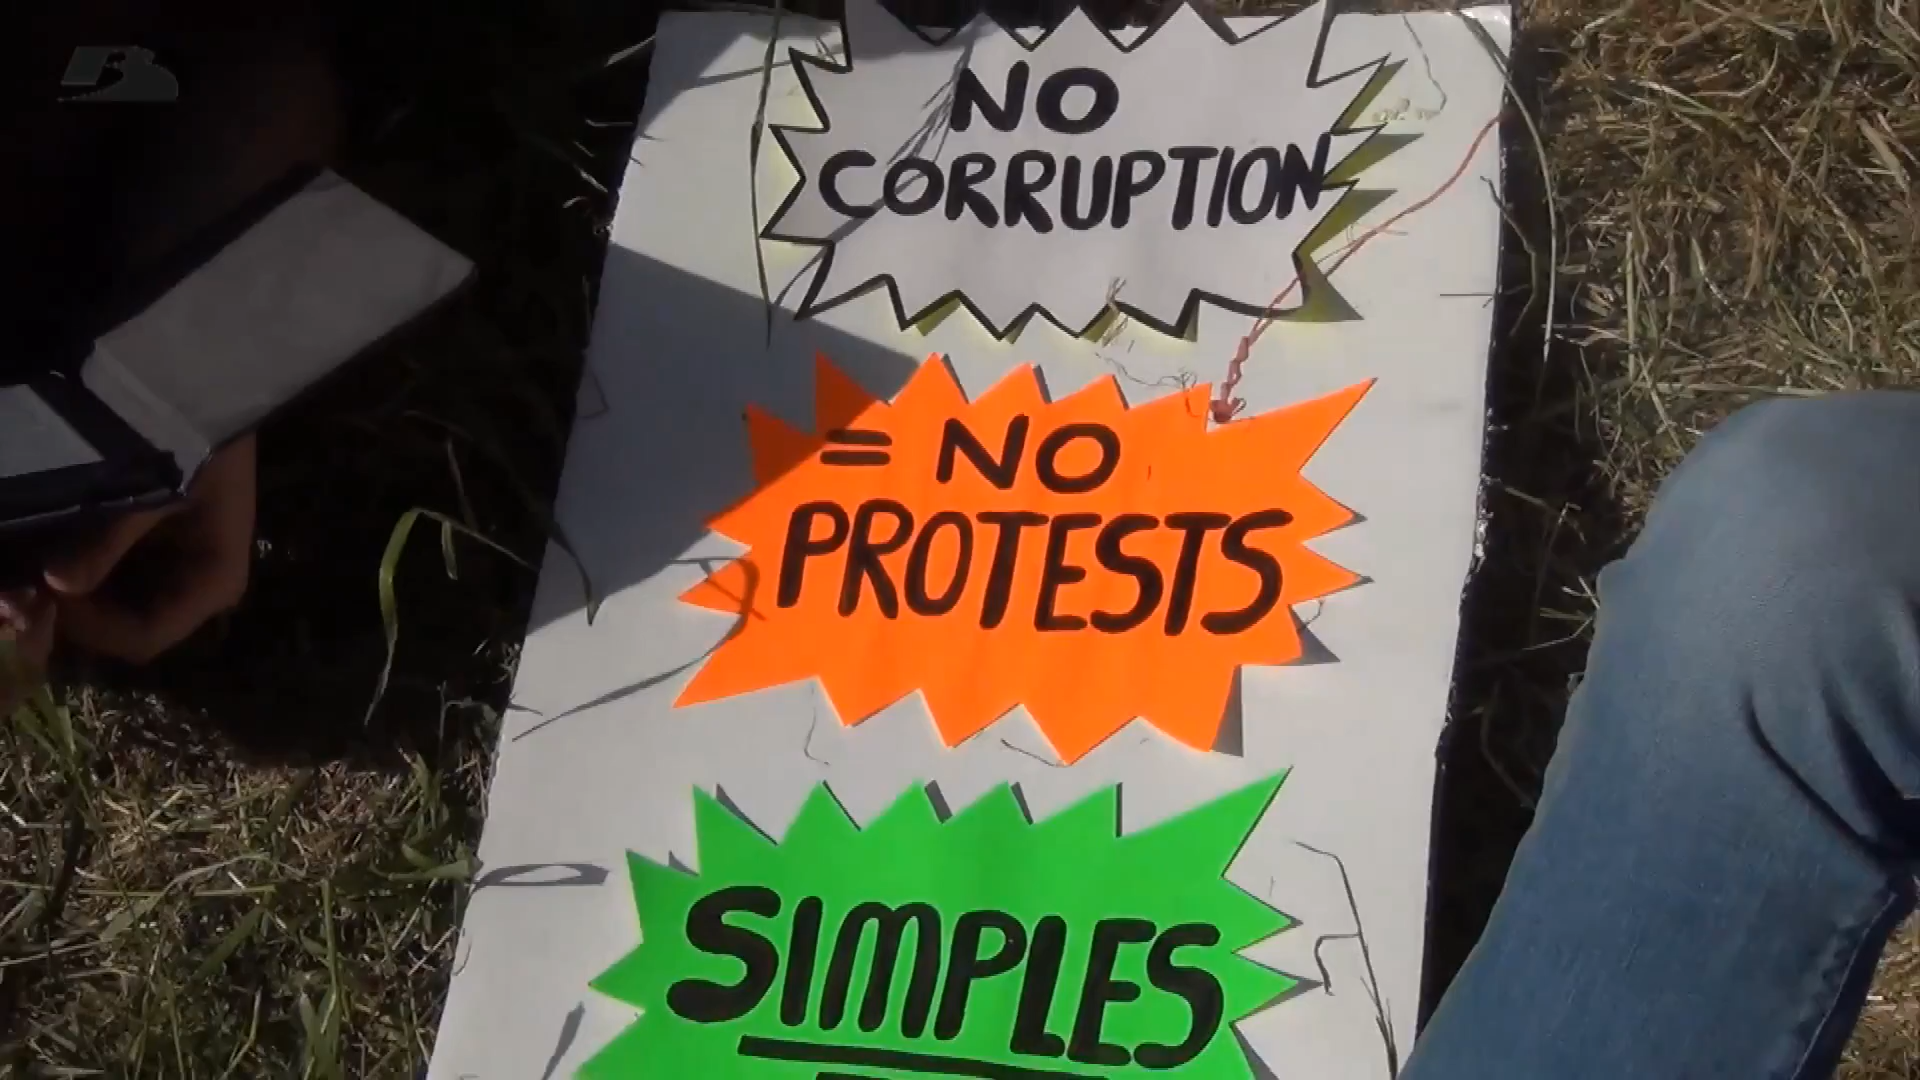 NO
CORRUPTION
= NO
PROTESTS
SIMPLES